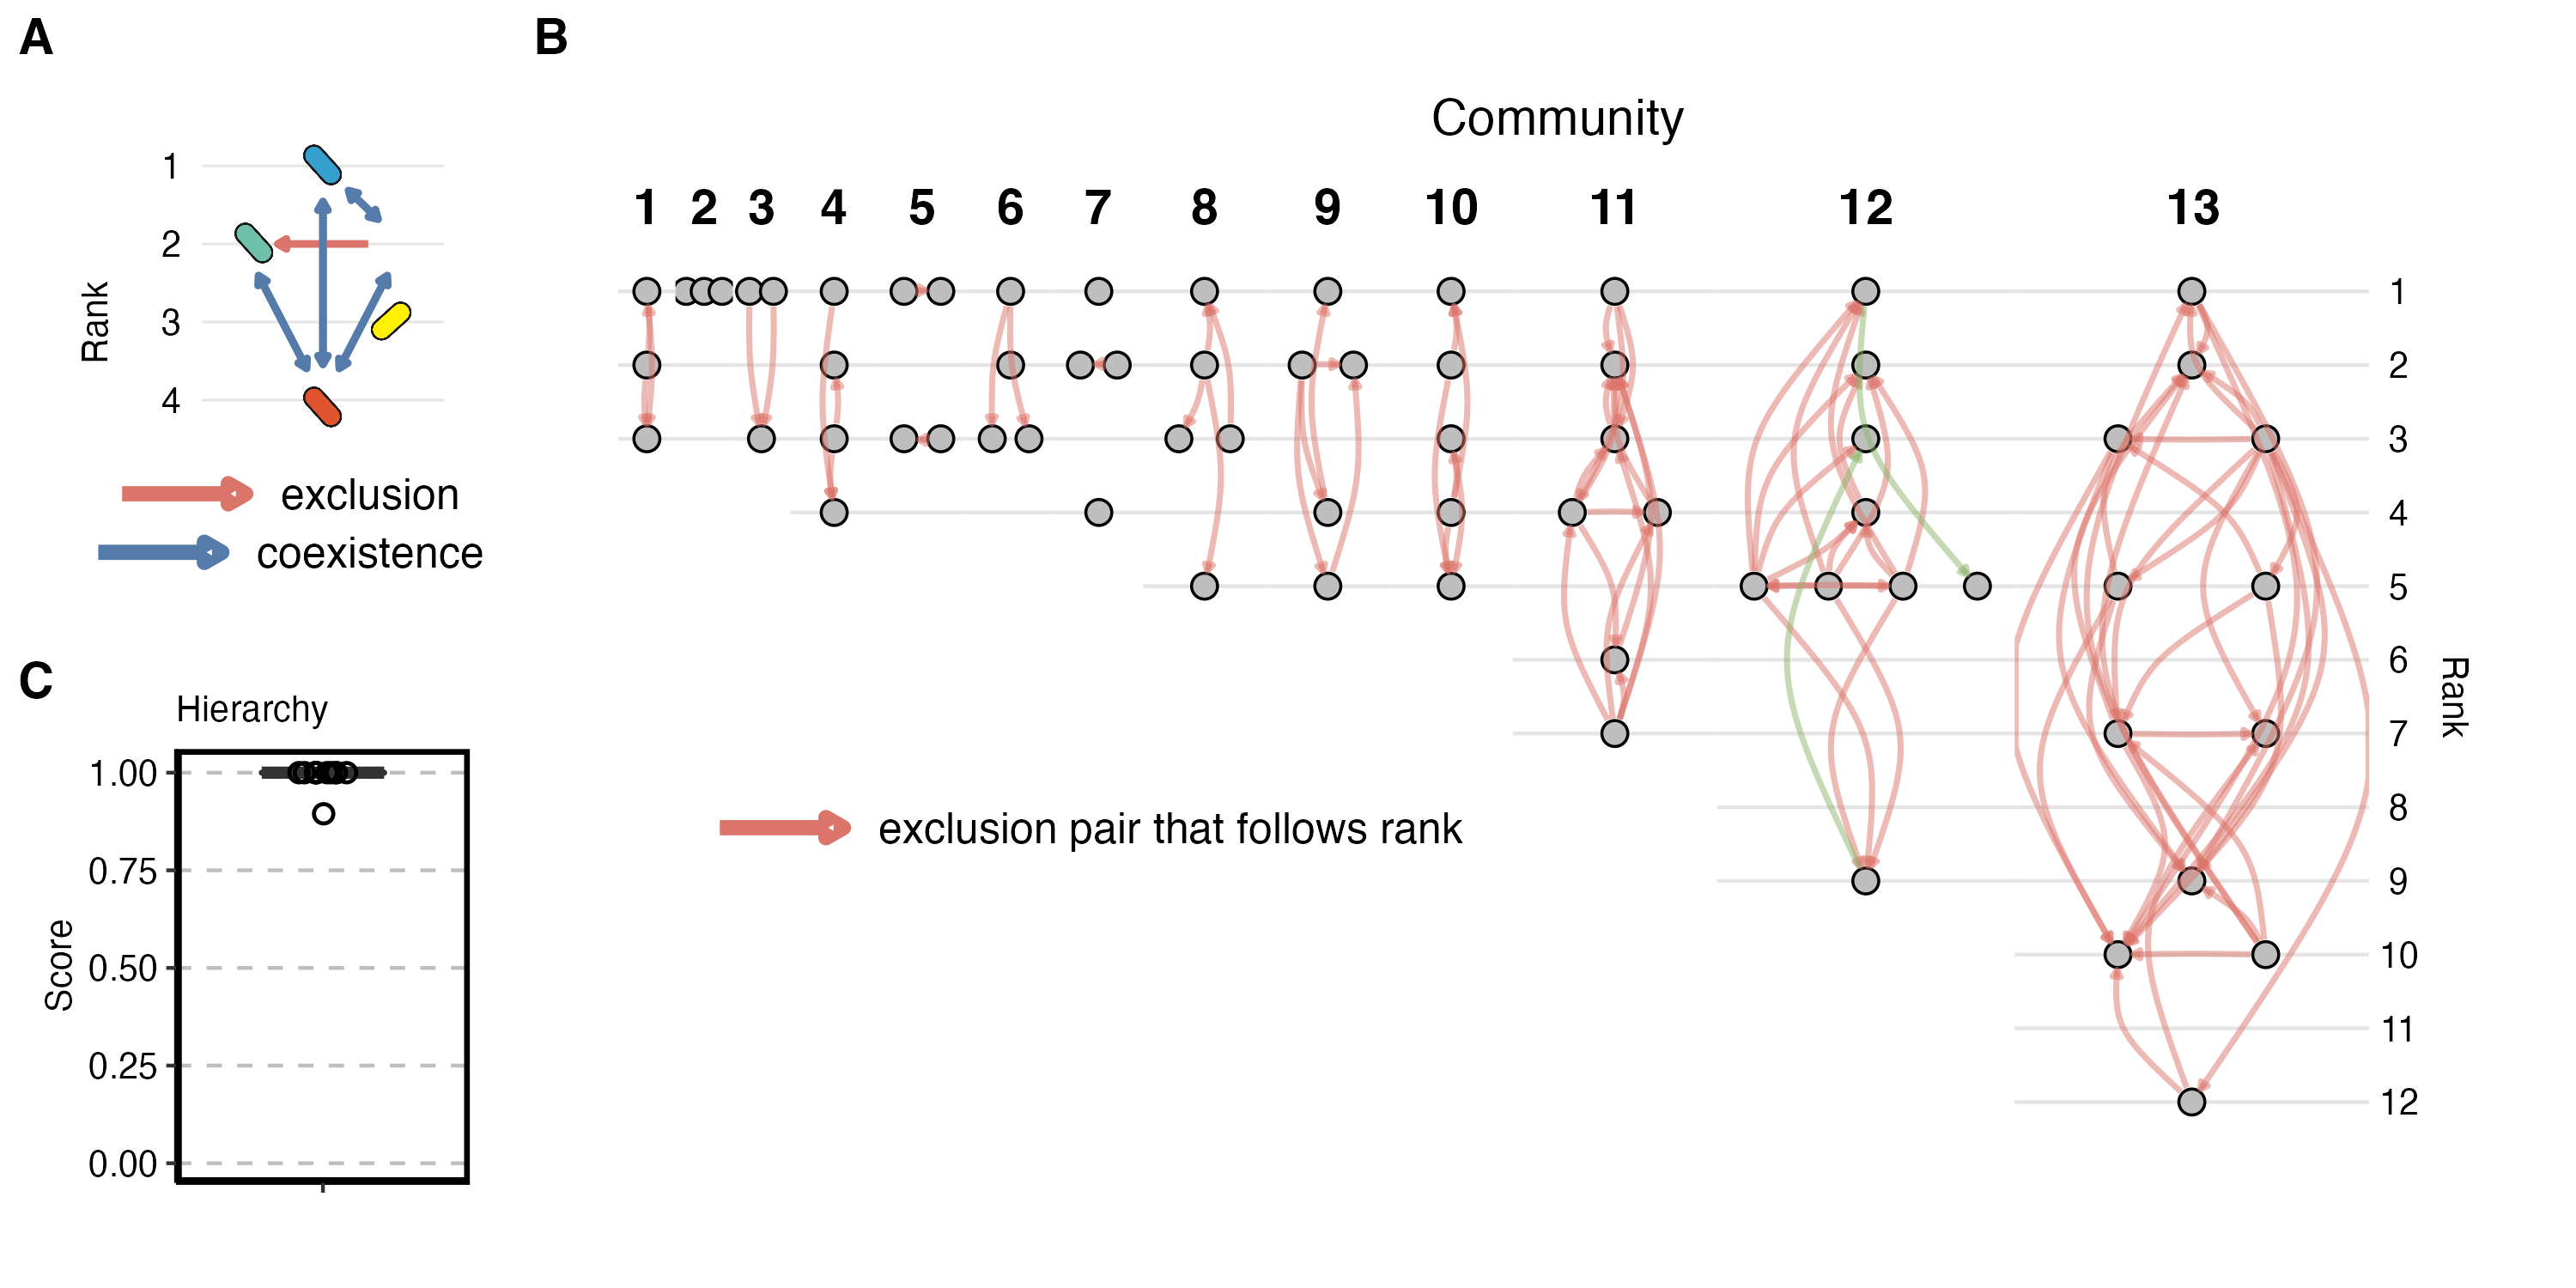 A
Rank
1
2
3
4
exclusion
coexistence
B
Community
1 2 3 4 5 6 7 8 9 10 11 12 13
1
2
3
4
5
6
7
8
9
10
11
12
Rank
exclusion pair that follows rank
C
Hierarchy
Score
1.00
0.75
0.50
0.25
0.00